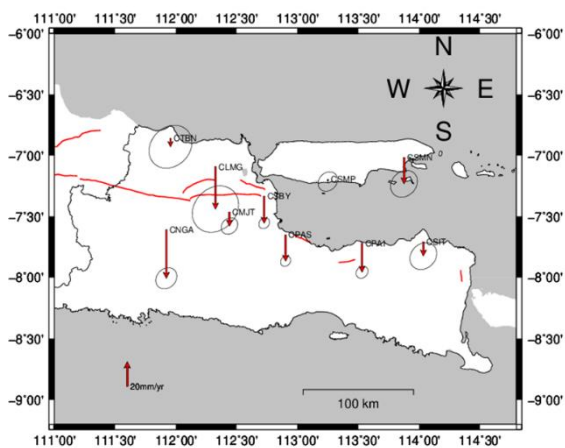 111°00' 111°30' 112°00' 112°30' 113°00' 113°30' 114°00' 114°30'
-6°00' -6°00'
N
W E
S
-6°30' -6°30'
CTBN
-7°00' -7°00'
CLMG CSMP CSMN
CSBY
CMJT
-7°30' -7°30'
CNGA CPAS CPA1 CSIT
-8°00' -8°00'
-8°30' -8°30'
20mm/yr
100 km
-9°00' -9°00'
111°00' 111°30' 112°00' 112°30' 113°00' 113°30' 114°00' 114°30'